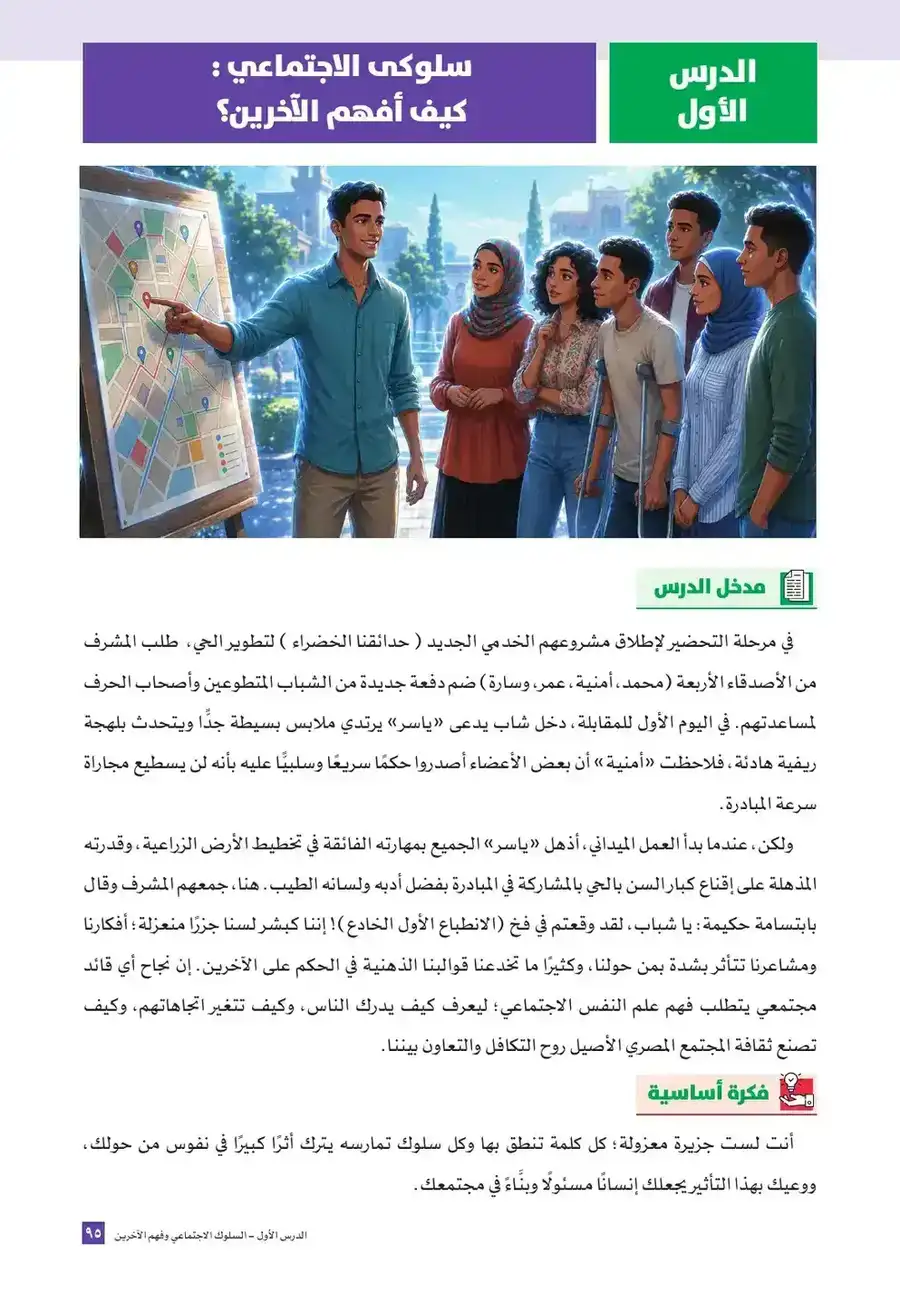 الدرس
الأول
سلوكى الاجتماعي :
كيف أفهم الآخرين؟
مدخل الدرس
في مرحلة التحضير لإطلاق مشروعهم الخدمي الجديد ( حدائقنا الخضراء ) لتطوير الحي، طلب المشرف
من الأصدقاء الأربعة (محمد، أمنية، عمر، وسارة) ضم دفعة جديدة من الشباب المتطوعين وأصحاب الحرف
لمساعدتهم. في اليوم الأول للمقابلة، دخل شاب يدعى «ياسر» يرتدي ملابس بسيطة جدًّا ويتحدث بلهجة
ريفية هادئة، فلاحظت «أمنية» أن بعض الأعضاء أصدروا حكمًا سريعًا وسلبيًّا عليه بأنه لن يسطيع مجاراة
سرعة المبادرة.
ولكن، عندما بدأ العمل الميداني، أذهل «ياسر» الجميع بمهارته الفائقة في تخطيط الأرض الزراعية، وقدرته
المذهلة على إقناع كبار السن بالحي بالمشاركة في المبادرة بفضل أدبه ولسانه الطيب. هنا، جمعهم المشرف وقال
بابتسامة حكيمة: يا شباب، لقد وقعتم في فخ (الانطباع الأول الخادع)! إننا كبشر لسنا جزرًا منعزلة؛ أفكارنا
ومشاعرنا تتأثر بشدة بمن حولنا، وكثيرًا ما تخدعنا قوالبنا الذهنية في الحكم على الآخرين. إن نجاح أي قائد
مجتمعي يتطلب فهم علم النفس الاجتماعي؛ ليعرف كيف يدرك الناس، وكيف تتغير اتجاهاتهم، وكيف
تصنع ثقافة المجتمع المصري الأصيل روح التكافل والتعاون بيننا.
فكرة أساسية
أنت لست جزيرة معزولة؛ كل كلمة تنطق بها وكل سلوك تمارسه يترك أثرًا كبيرًا في نفوس من حولك،
ووعيك بهذا التأثير يجعلك إنسانًا مسئولًا وبنَّاءً في مجتمعك.
الدرس الأول – السلوك الاجتماعي وفهم الآخرين
٩٥